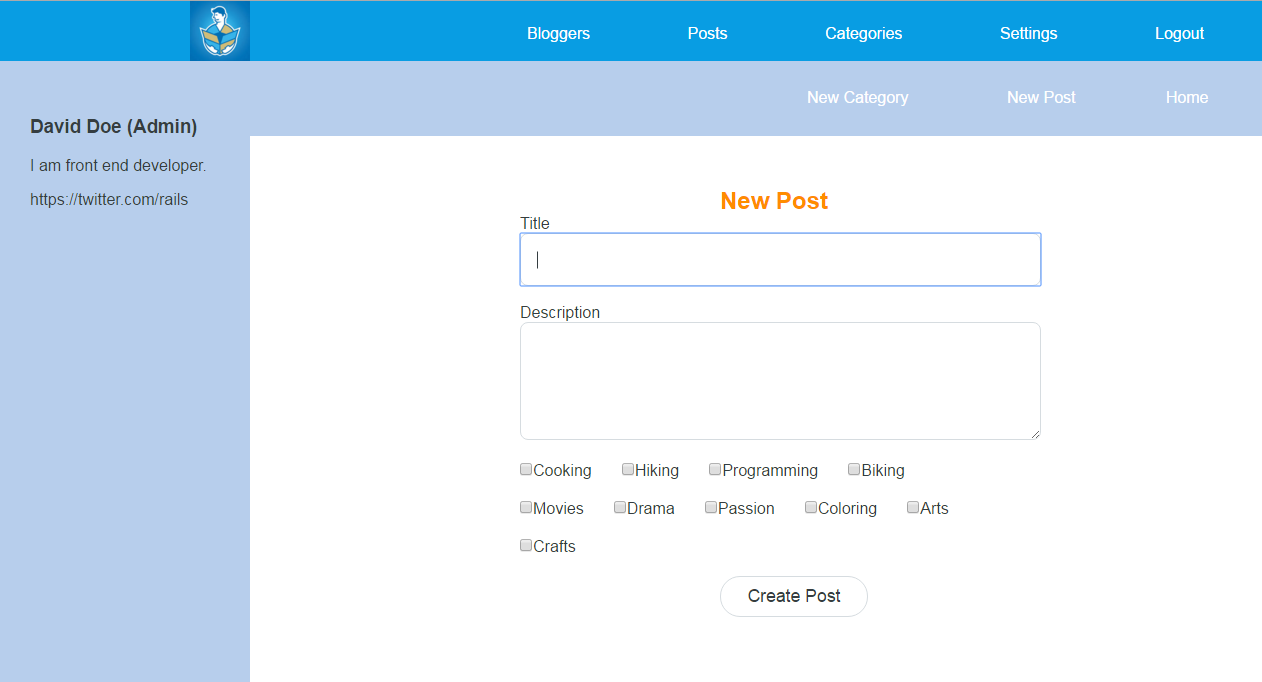 Bloggers Posts Categories Settings Logout
New Category New Post Home
David Doe (Admin)
I am front end developer.
https://twitter.com/rails
New Post
Title
Description
Cooking Hiking Programming Biking
Movies Drama Passion Coloring Arts
Crafts
Create Post